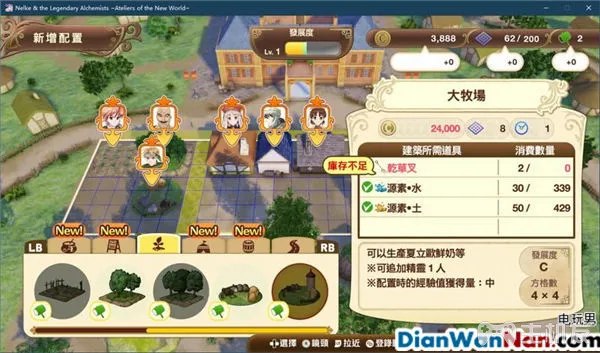 Nelke & the Legendary Alchemists ~Ateliers of the New World~
新增配置
發展度
Lv. 1
3,888
62 / 200
2
+0
+0
+0
大牧場
24,000
8
1
建築所需道具
消費數量
庫存不足
乾草叉
2 /
0
源素•水
30 /
339
源素•土
50 /
429
New!
New!
New!
New!
LB
RB
可以生產夏立歐鮮奶等
※可追加精靈 1 人
※配置時的經驗值獲得量：中
發展度
C
方格數
4 × 4
選擇
鏡頭
拉近
登錄
电玩男
DianWanNan.com